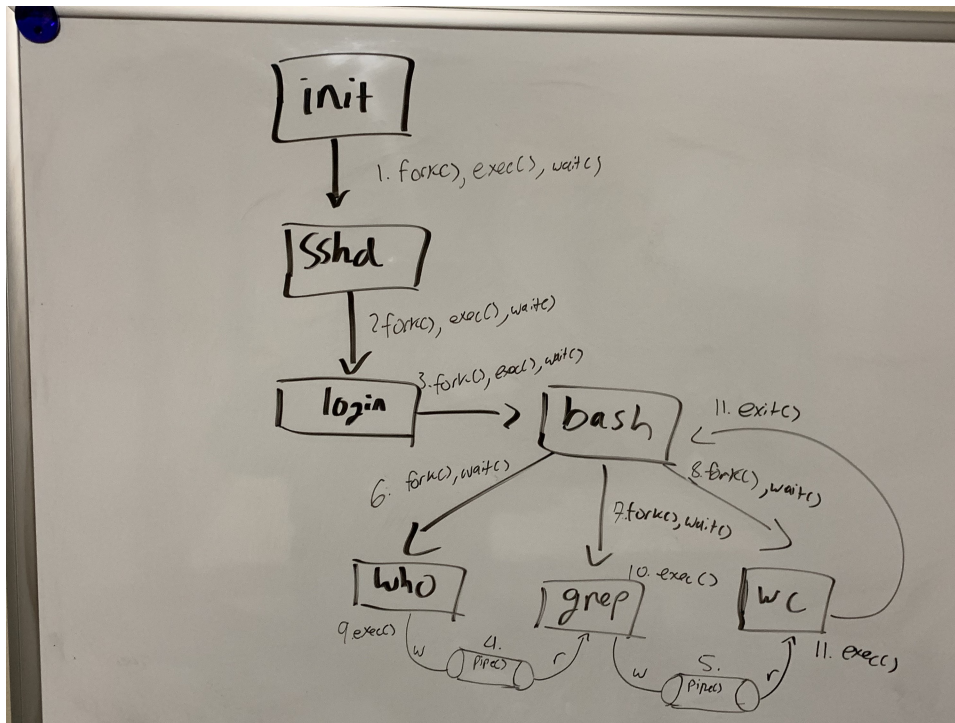 init
1. fork(), exec(), wait()
sshd
2. fork(), exec(), wait()
3. fork(), exec(), wait()
login
bash
11. exit()
6. fork(), wait()
7. fork(), wait()
8. fork(), wait()
who
10. exec()
grep
wc
9. exec()
w
4.
pipe()
r
w
5.
pipe()
r
11. exec()